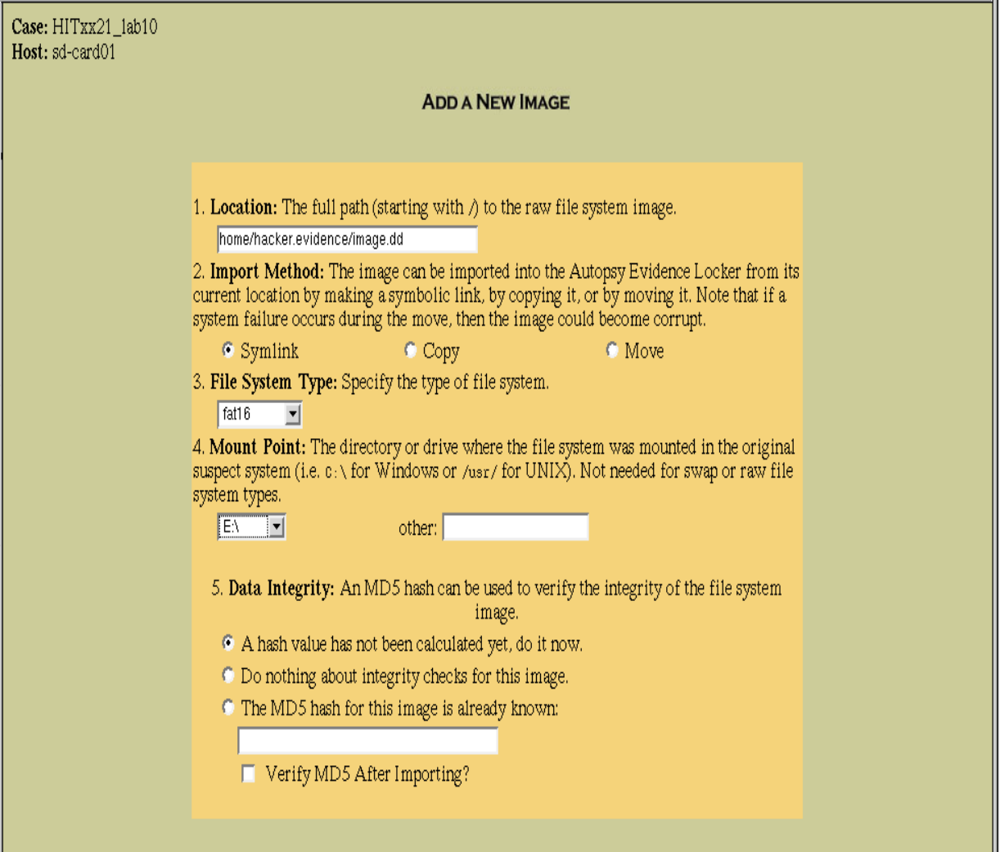 Case: HITxx21_lab10
Host: sd-card01
ADD A NEW IMAGE
1. Location: The full path (starting with /) to the raw file system image.
home/hacker.evidence/image.dd
2. Import Method: The image can be imported into the Autopsy Evidence Locker from its
current location by making a symbolic link, by copying it, or by moving it. Note that if a
system failure occurs during the move, then the image could become corrupt.
Symlink Copy Move
3. File System Type: Specify the type of file system.
fat16
4. Mount Point: The directory or drive where the file system was mounted in the original
suspect system (i.e. c:\ for Windows or /usr/ for UNIX). Not needed for swap or raw file
system types.
E:\ other:
5. Data Integrity: An MD5 hash can be used to verify the integrity of the file system
image.
A hash value has not been calculated yet, do it now.
Do nothing about integrity checks for this image.
The MD5 hash for this image is already known:
Verify MD5 After Importing?